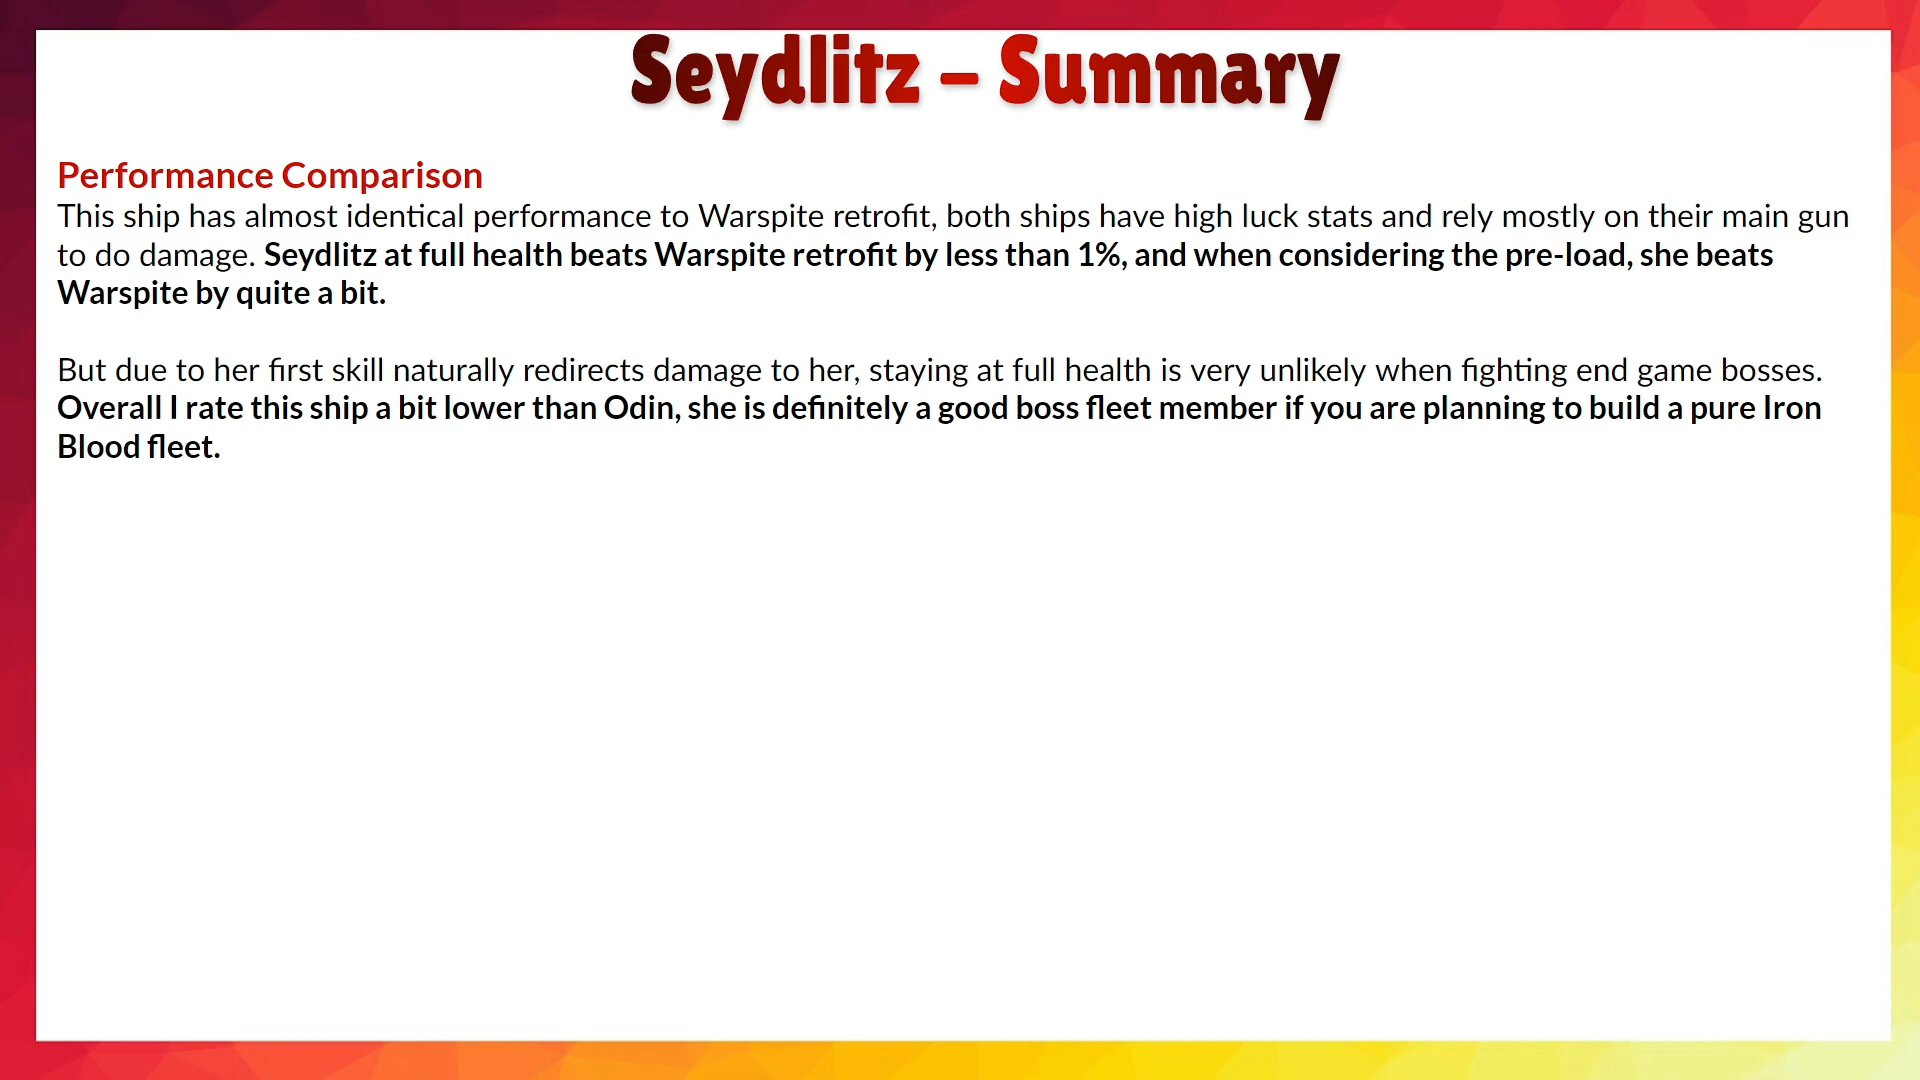 Seydlitz – Summary
Performance Comparison
This ship has almost identical performance to Warspite retrofit, both ships have high luck stats and rely mostly on their main gun
to do damage. Seydlitz at full health beats Warspite retrofit by less than 1%, and when considering the pre-load, she beats
Warspite by quite a bit.
But due to her first skill naturally redirects damage to her, staying at full health is very unlikely when fighting end game bosses.
Overall I rate this ship a bit lower than Odin, she is definitely a good boss fleet member if you are planning to build a pure Iron
Blood fleet.